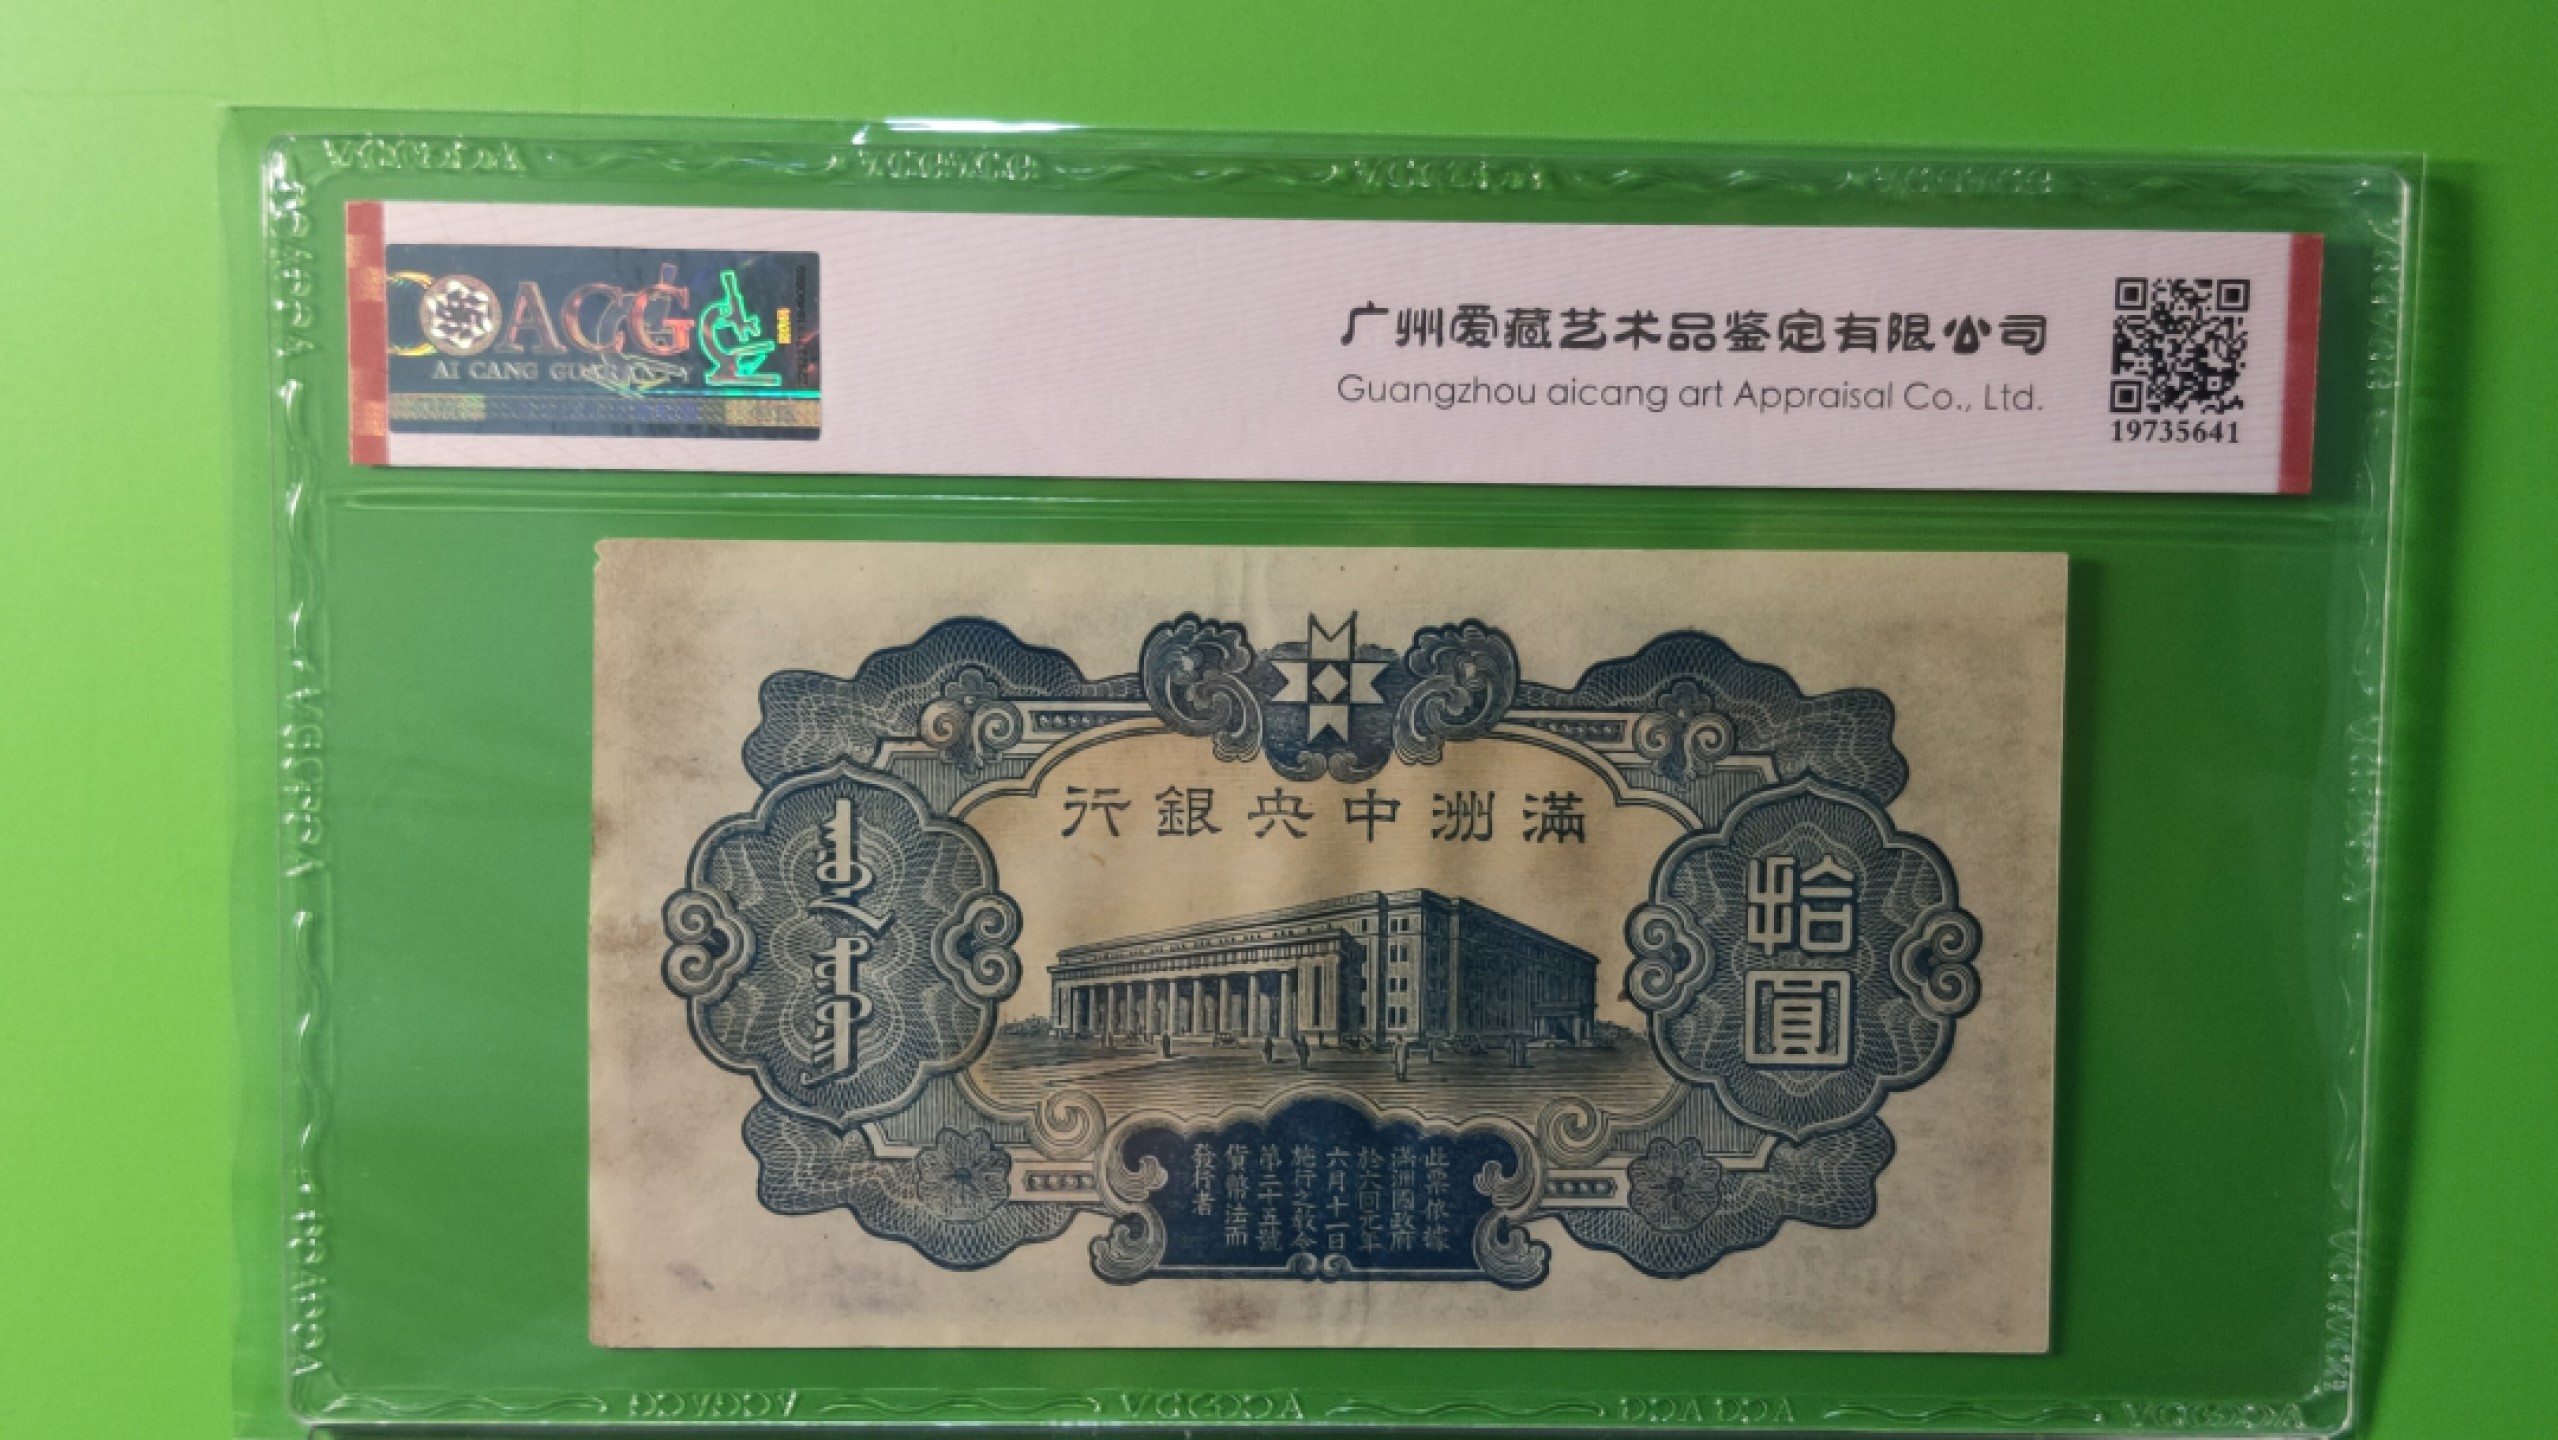 ACG
AI CANG GUARANTY
广州爱藏艺术品鉴定有限公司
Guangzhou aicang art Appraisal Co., Ltd.
19735641
行銀央中洲滿
拾
圓
此票依據
滿洲國政府
於大同元年
六月十一日
施行之敎令
第二十五號
貨幣法而
發行者